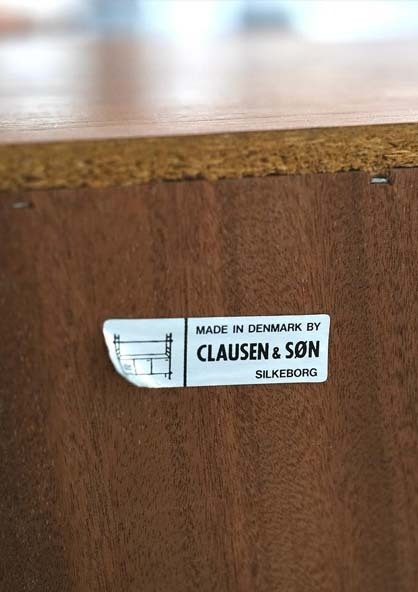 MADE IN DENMARK BY
CLAUSEN & SØN
SILKEBORG